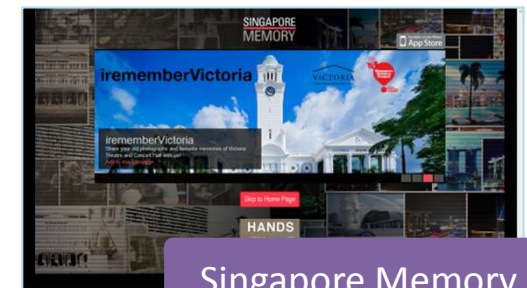 SINGAPORE
MEMORY
App Store
irememberVictoria
VICTORIA
irememberVictoria
Share your old photographs and favourite memories of Victoria
Theatre and Concert Hall with us!
Skip to Home Page
HANDS
Singapore Memory